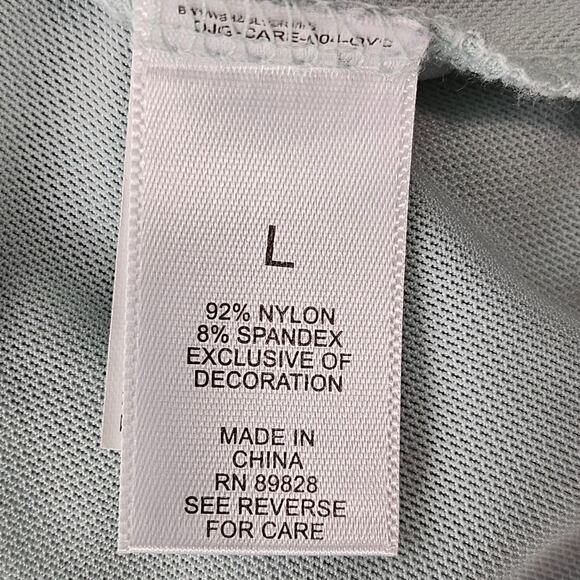 L
92% NYLON
8% SPANDEX
EXCLUSIVE OF
DECORATION
MADE IN
CHINA
RN 89828
SEE REVERSE
FOR CARE